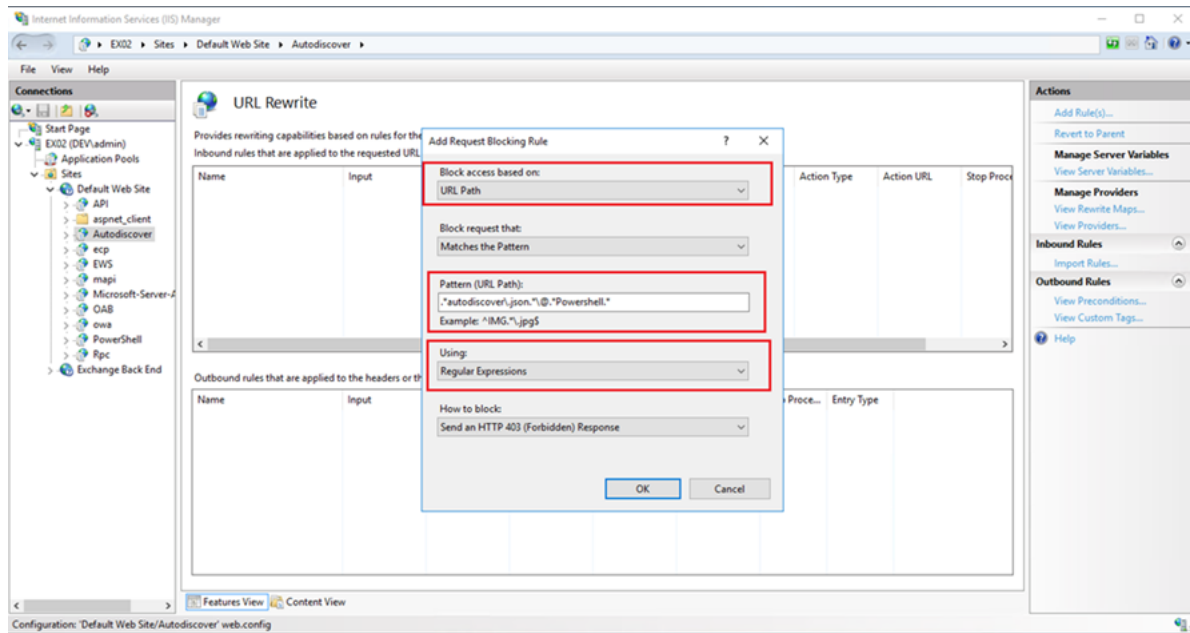 Internet Information Services (IIS) Manager
EX02 Sites Default Web Site Autodiscover
File View Help
Connections
Start Page
EX02 (DEV\admin)
Application Pools
Sites
Default Web Site
API
aspnet_client
Autodiscover
ecp
EWS
mapi
Microsoft-Server-A
OAB
owa
PowerShell
Rpc
Exchange Back End
URL Rewrite
Provides rewriting capabilities based on rules for the
Inbound rules that are applied to the requested URL
Name Input Action Type Action URL Stop Proce
Outbound rules that are applied to the headers or th
Name Input Proce... Entry Type
Add Request Blocking Rule ?
Block access based on:
URL Path
Block request that:
Matches the Pattern
Pattern (URL Path):
.*autodiscover\.json.*\@.*Powershell.*
Example: ^IMG.*\.jpg$
Using:
Regular Expressions
How to block:
Send an HTTP 403 (Forbidden) Response
OK Cancel
Actions
Add Rule(s)...
Revert to Parent
Manage Server Variables
View Server Variables...
Manage Providers
View Rewrite Maps...
View Providers...
Inbound Rules
Import Rules...
Outbound Rules
View Preconditions...
View Custom Tags...
Help
Features View Content View
Configuration: 'Default Web Site/Autodiscover' web.config